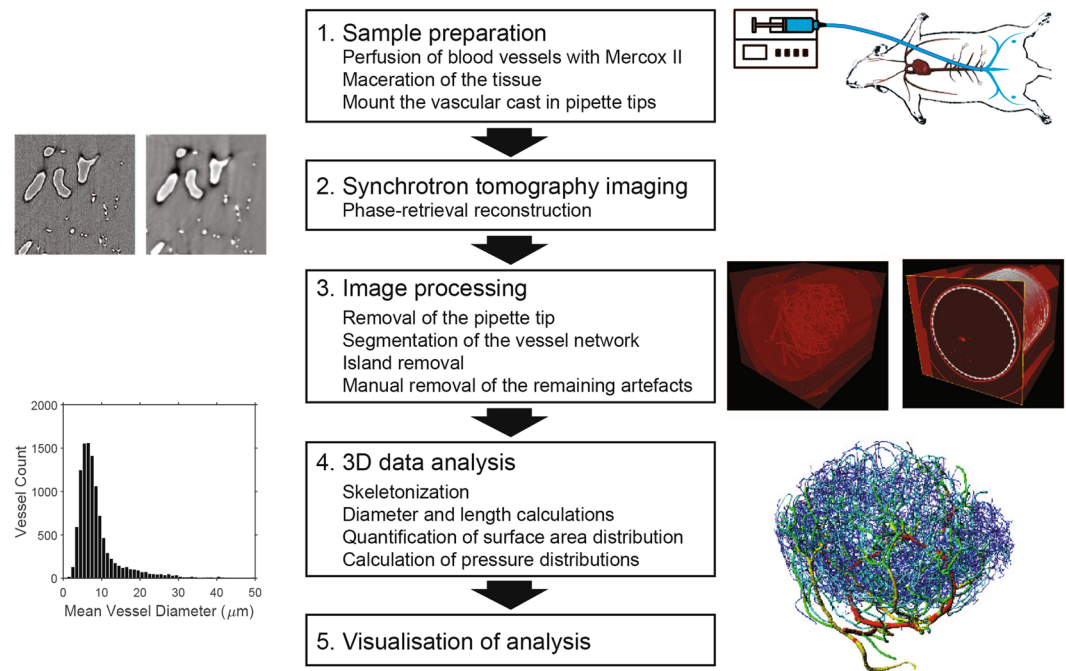 1. Sample preparation
Perfusion of blood vessels with Mercox II
Maceration of the tissue
Mount the vascular cast in pipette tips
2. Synchrotron tomography imaging
Phase-retrieval reconstruction
3. Image processing
Removal of the pipette tip
Segmentation of the vessel network
Island removal
Manual removal of the remaining artefacts
2000
1500
1000
500
0
Vessel Count
0 10 20 30 40 50
Mean Vessel Diameter (μm)
4. 3D data analysis
Skeletonization
Diameter and length calculations
Quantification of surface area distribution
Calculation of pressure distributions
5. Visualisation of analysis